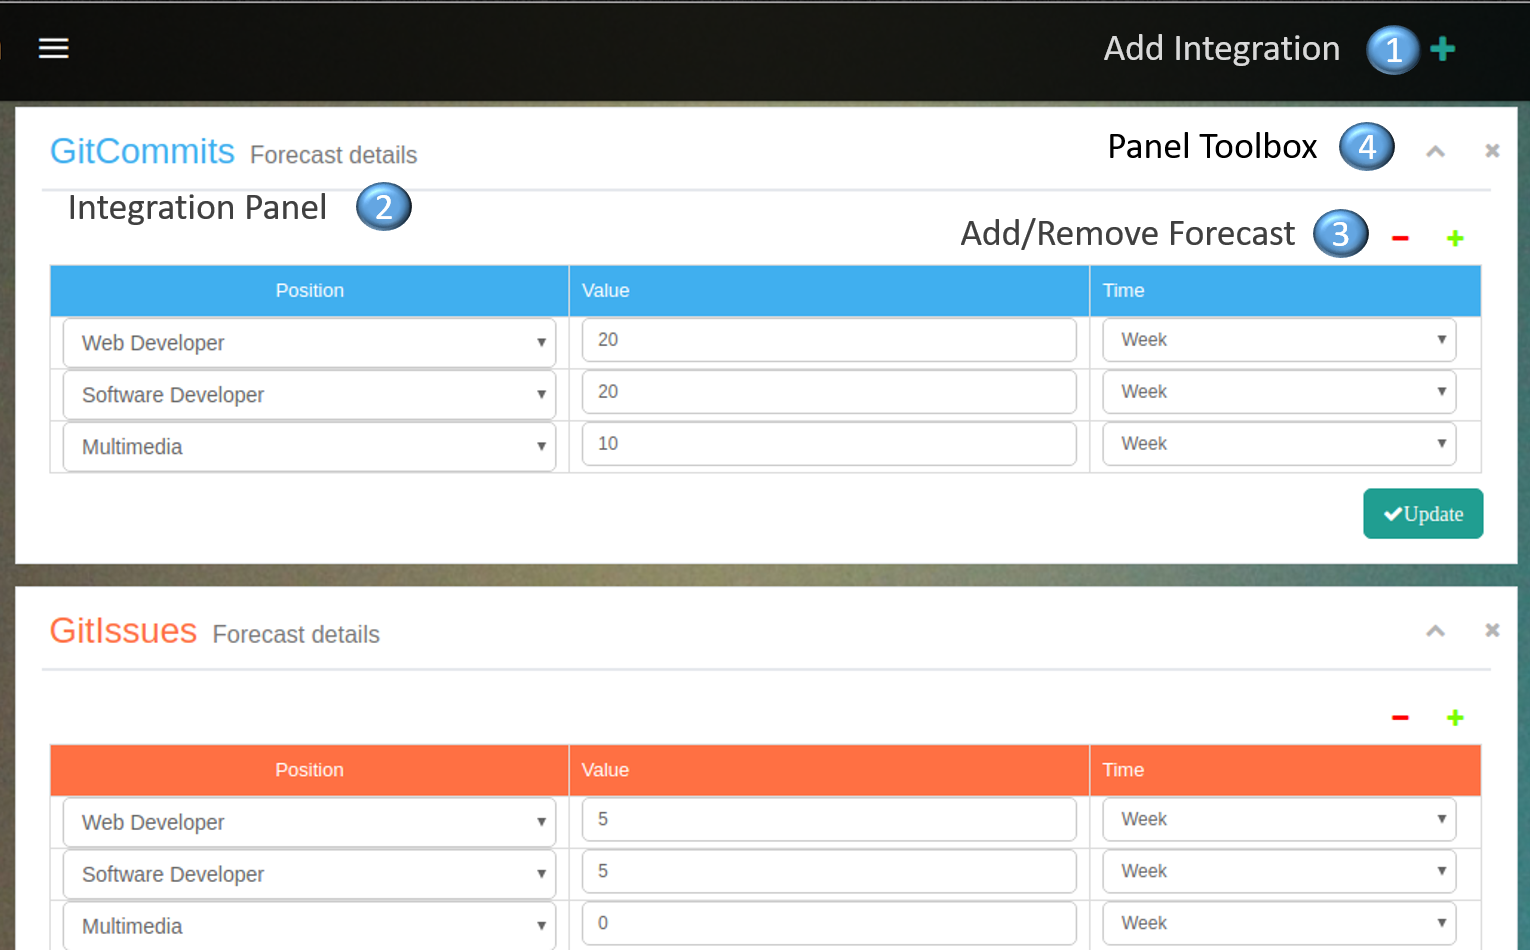 Add Integration 1
GitCommits Forecast details
Panel Toolbox 4
Integration Panel 2
Add/Remove Forecast 3
Position Value Time
Web Developer 20 Week
Software Developer 20 Week
Multimedia 10 Week
Update
GitIssues Forecast details
Position Value Time
Web Developer 5 Week
Software Developer 5 Week
Multimedia 0 Week